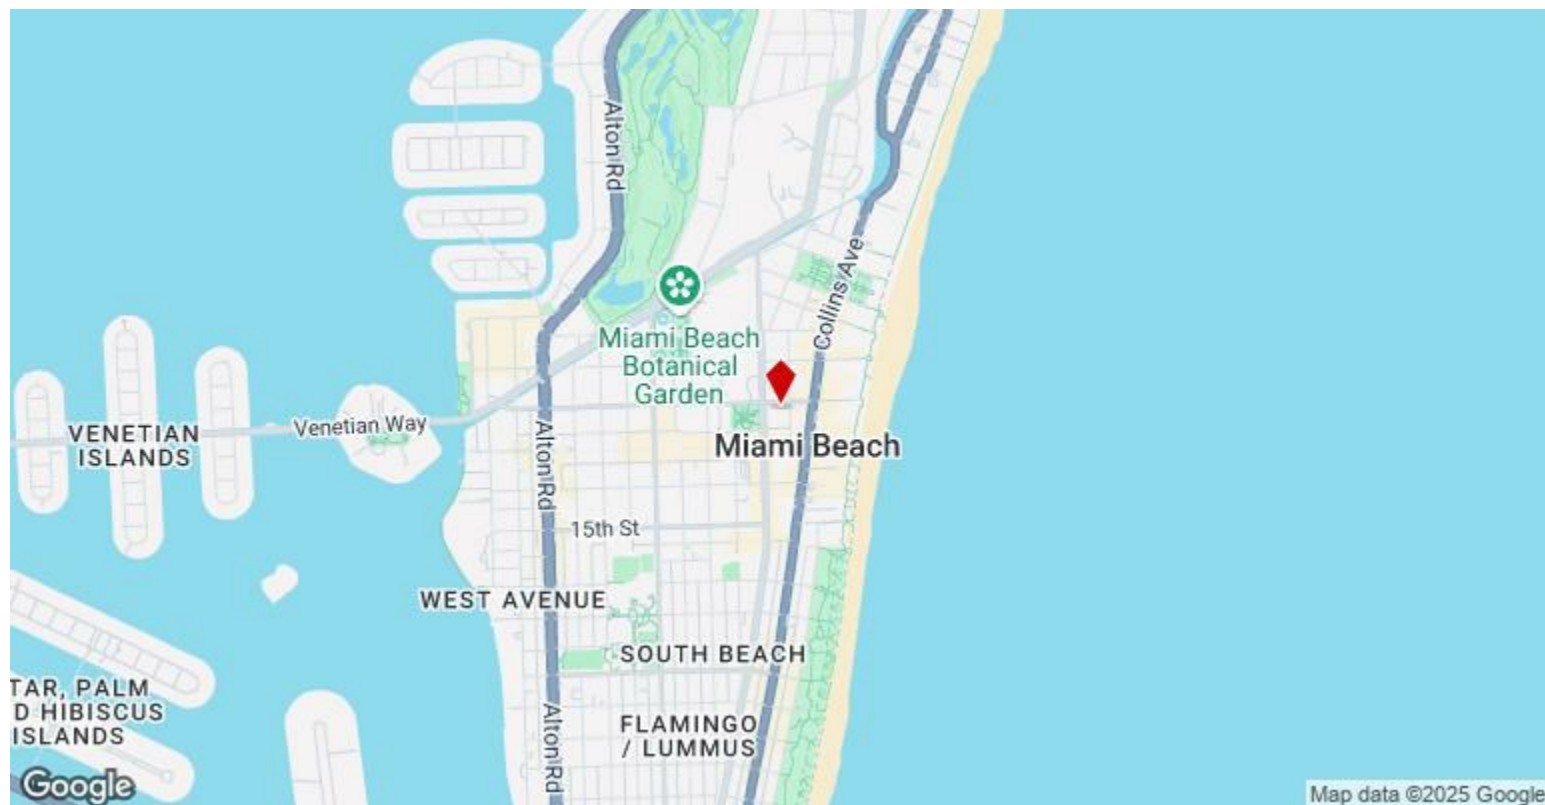 Alton Rd
Collins Ave
Miami Beach
Botanical
Garden
Venetian Way
VENETIAN
ISLANDS
Alton Rd
Miami Beach
15th St
WEST AVENUE
SOUTH BEACH
TAR, PALM
D HIBISCUS
ISLANDS
FLAMINGO
/ LUMMUS
Alton Rd
Google
Map data ©2025 Google